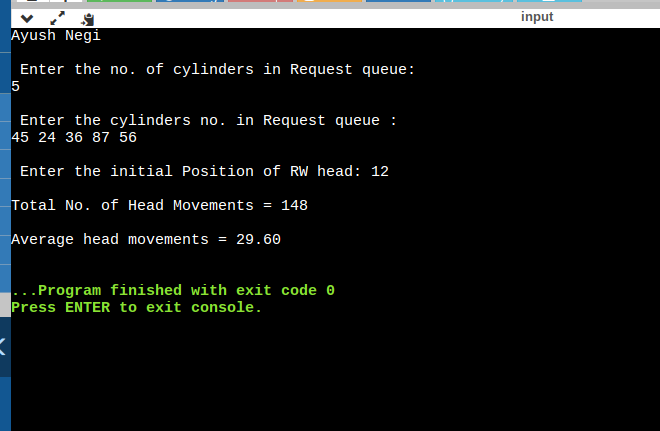 input
Ayush Negi
Enter the no. of cylinders in Request queue:
5
Enter the cylinders no. in Request queue :
45 24 36 87 56
Enter the initial Position of RW head: 12
Total No. of Head Movements = 148
Average head movements = 29.60
...Program finished with exit code 0
Press ENTER to exit console.